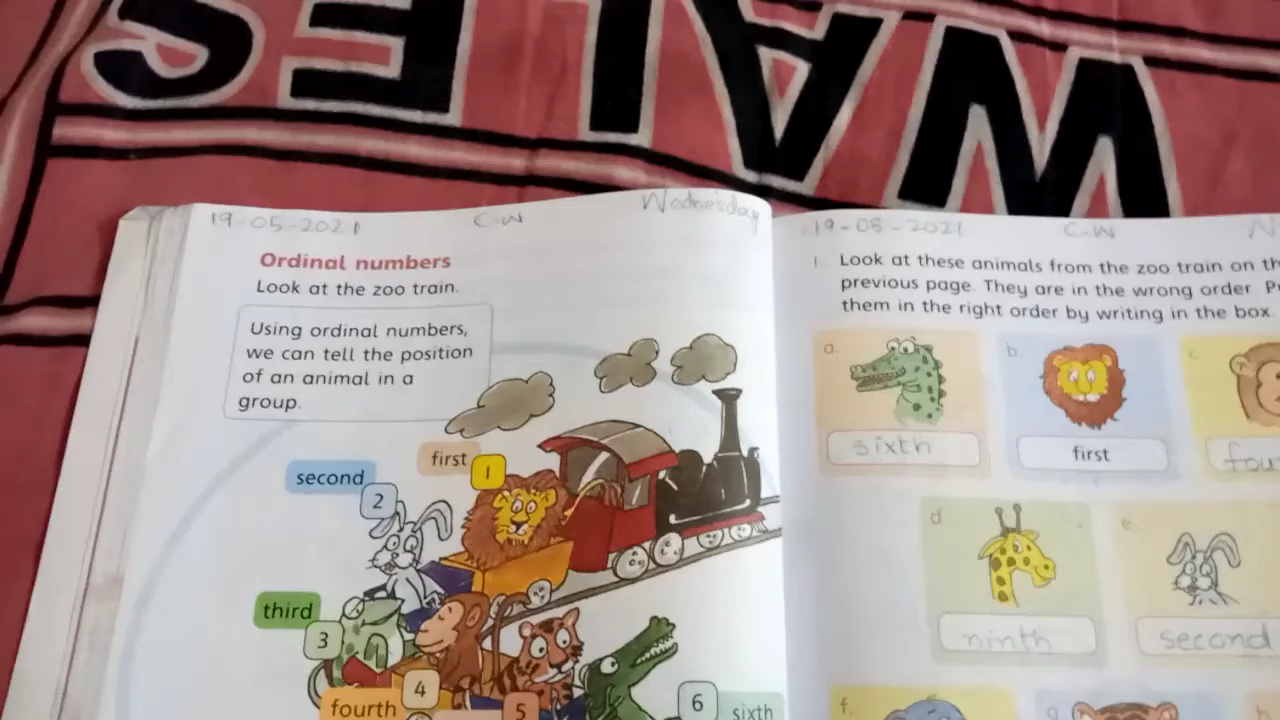 WALES
19-05-2021 C.W Wednesday
Ordinal numbers
Look at the zoo train.
Using ordinal numbers,
we can tell the position
of an animal in a
group.
first 1
second
2
third
3
4
fourth
5
6
sixth
19-05-2021 C.W
1. Look at these animals from the zoo train on
previous page. They are in the wrong order.
them in the right order by writing in the box.
a. b. c.
sixth first
d. e.
ninth second
f. g.